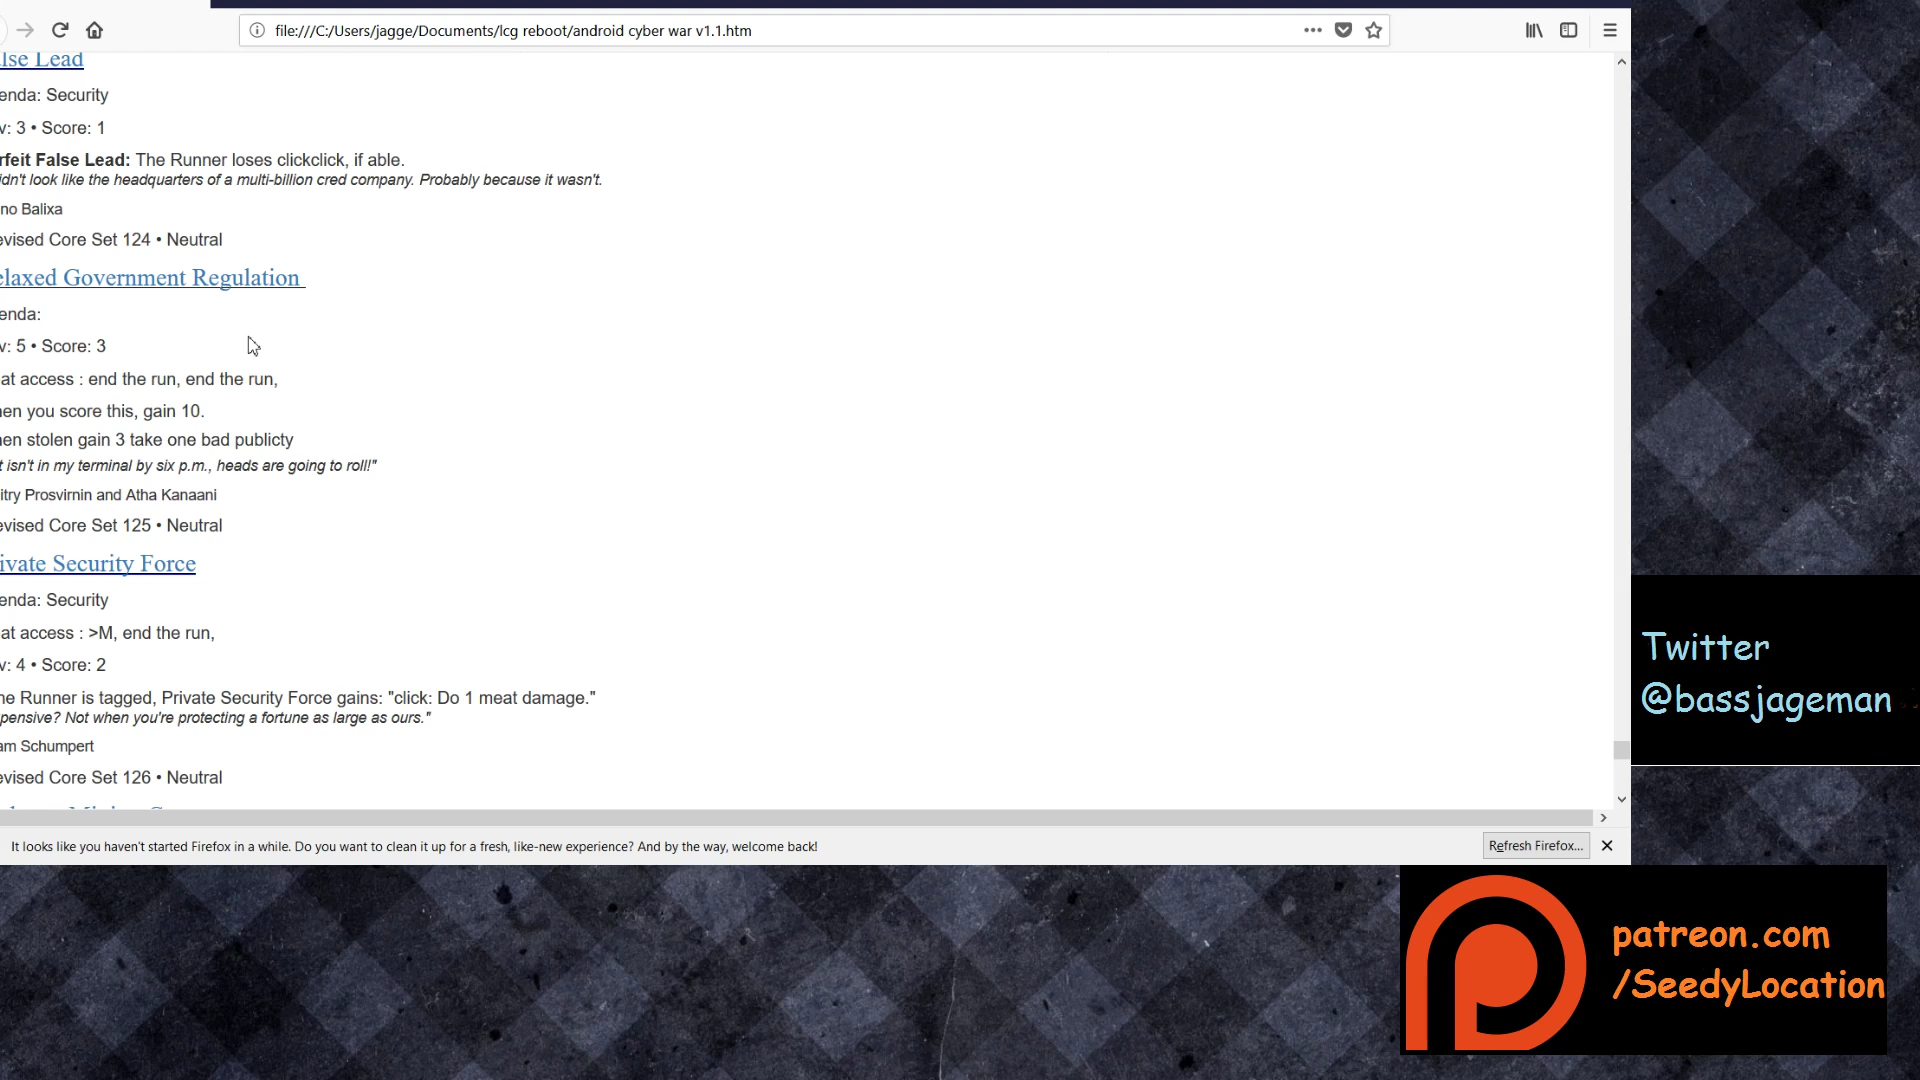 file:///C:/Users/jagge/Documents/lcg reboot/android cyber war v1.1.htm
lse Lead
enda: Security
v: 3 • Score: 1
rfeit False Lead: The Runner loses clickclick, if able.
idn't look like the headquarters of a multi-billion cred company. Probably because it wasn't.
no Balixa
evised Core Set 124 • Neutral
elaxed Government Regulation
enda:
v: 5 • Score: 3
at access : end the run, end the run,
en you score this, gain 10.
en stolen gain 3 take one bad publicty
t isn't in my terminal by six p.m., heads are going to roll!"
itry Prosvirnin and Atha Kanaani
evised Core Set 125 • Neutral
ivate Security Force
enda: Security
at access : >M, end the run,
v: 4 • Score: 2
he Runner is tagged, Private Security Force gains: "click: Do 1 meat damage."
pensive? Not when you're protecting a fortune as large as ours."
am Schumpert
evised Core Set 126 • Neutral
It looks like you haven't started Firefox in a while. Do you want to clean it up for a fresh, like-new experience? And by the way, welcome back!
Refresh Firefox...
Twitter
@bassjageman
patreon.com
/SeedyLocation